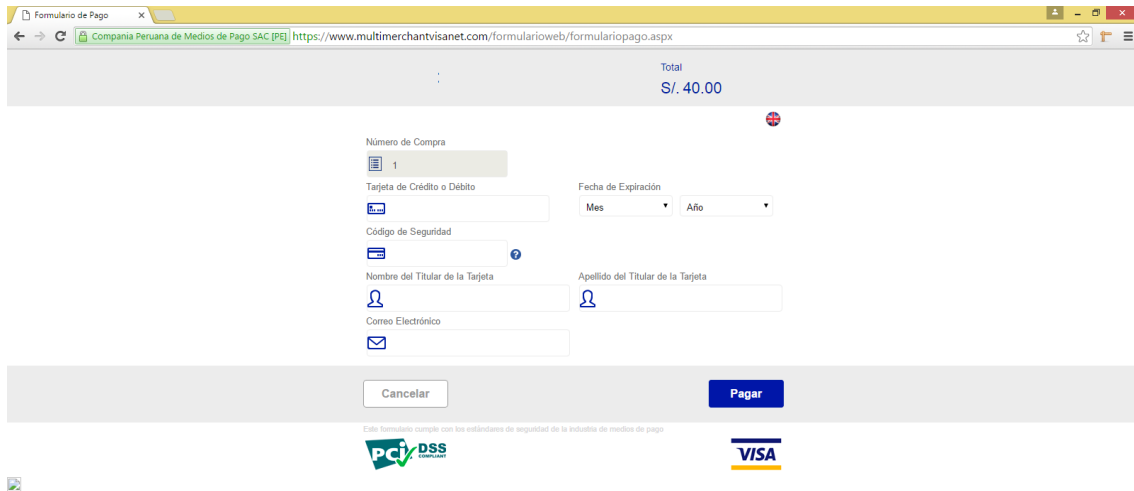 Formulario de Pago
Compania Peruana de Medios de Pago SAC [PE] https://www.multimerchantvisanet.com/formularioweb/formulariopago.aspx
Total
S/. 40.00
Número de Compra
1
Tarjeta de Crédito o Débito Fecha de Expiración
Mes Año
Código de Seguridad
?
Nombre del Titular de la Tarjeta Apellido del Titular de la Tarjeta
Correo Electrónico
Cancelar Pagar
Este formulario cumple con los estándares de seguridad de la industria de medios de pago
PCI DSS COMPLIANT VISA